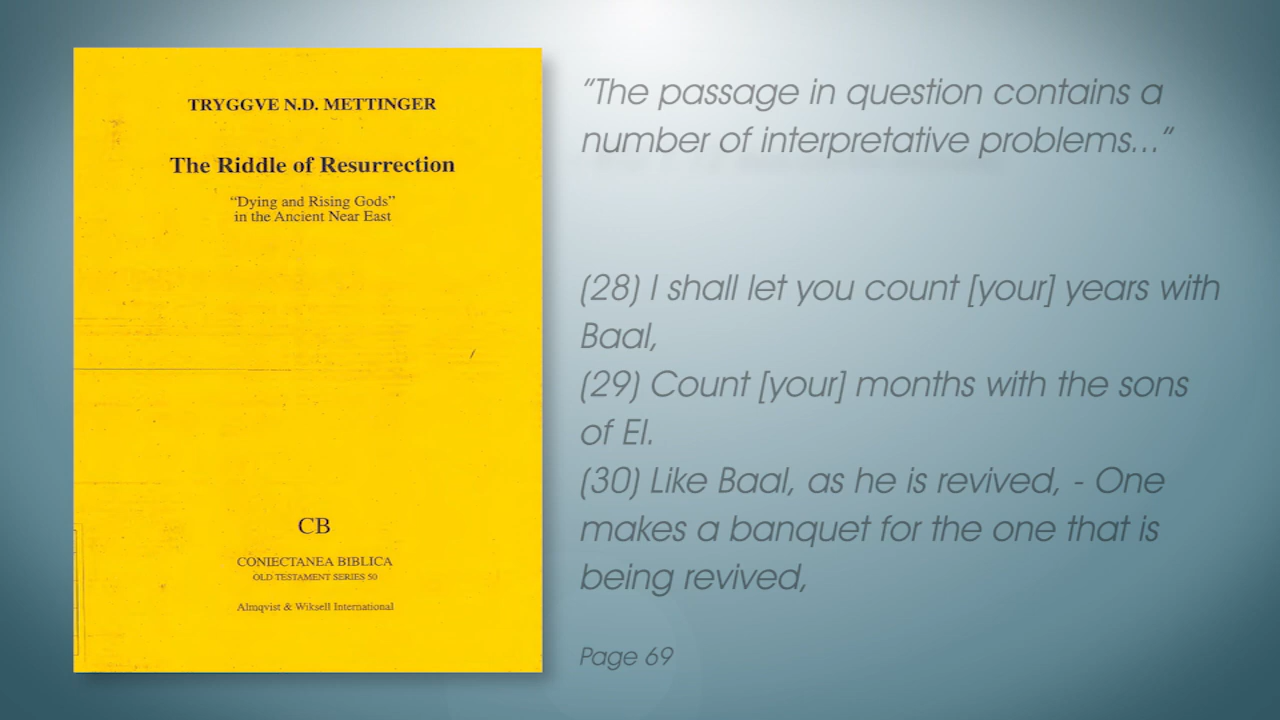 TRYGGVE N.D. METTINGER
The Riddle of Resurrection
“Dying and Rising Gods”
in the Ancient Near East
CB
CONIECTANEA BIBLICA
OLD TESTAMENT SERIES 50
Almqvist & Wiksell International
“The passage in question contains a
number of interpretative problems...”
(28) I shall let you count [your] years with
Baal,
(29) Count [your] months with the sons
of El.
(30) Like Baal, as he is revived, - One
makes a banquet for the one that is
being revived,
Page 69